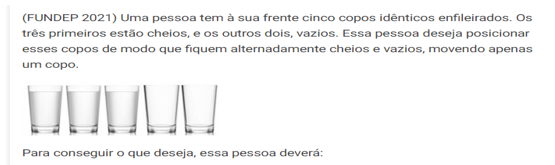 (FUNDEP 2021) Uma pessoa tem à sua frente cinco copos idênticos enfileirados. Os
três primeiros estão cheios, e os outros dois, vazios. Essa pessoa deseja posicionar
esses copos de modo que fiquem alternadamente cheios e vazios, movendo apenas
um copo.
Para conseguir o que deseja, essa pessoa deverá: